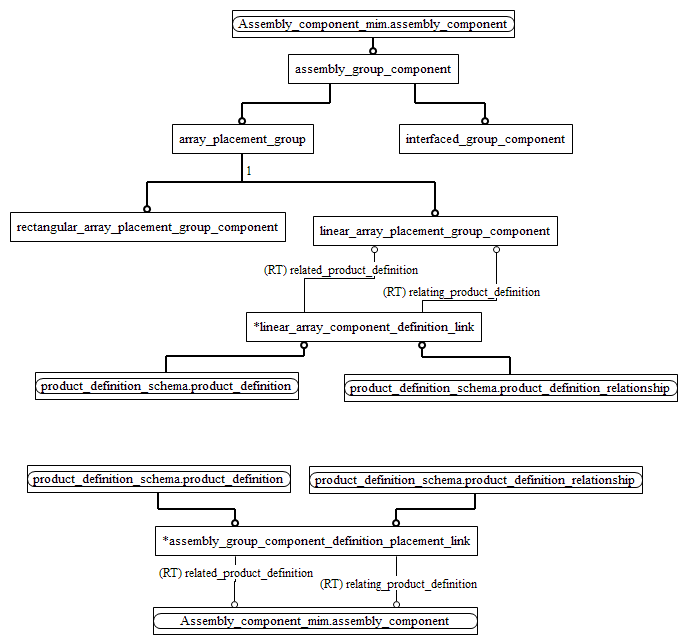 Assembly_component_mim.assembly_component
assembly_group_component
array_placement_group
interfaced_group_component
1
rectangular_array_placement_group_component
linear_array_placement_group_component
(RT) related_product_definition
(RT) relating_product_definition
*linear_array_component_definition_link
product_definition_schema.product_definition
product_definition_schema.product_definition_relationship
product_definition_schema.product_definition
product_definition_schema.product_definition_relationship
*assembly_group_component_definition_placement_link
(RT) related_product_definition
(RT) relating_product_definition
Assembly_component_mim.assembly_component